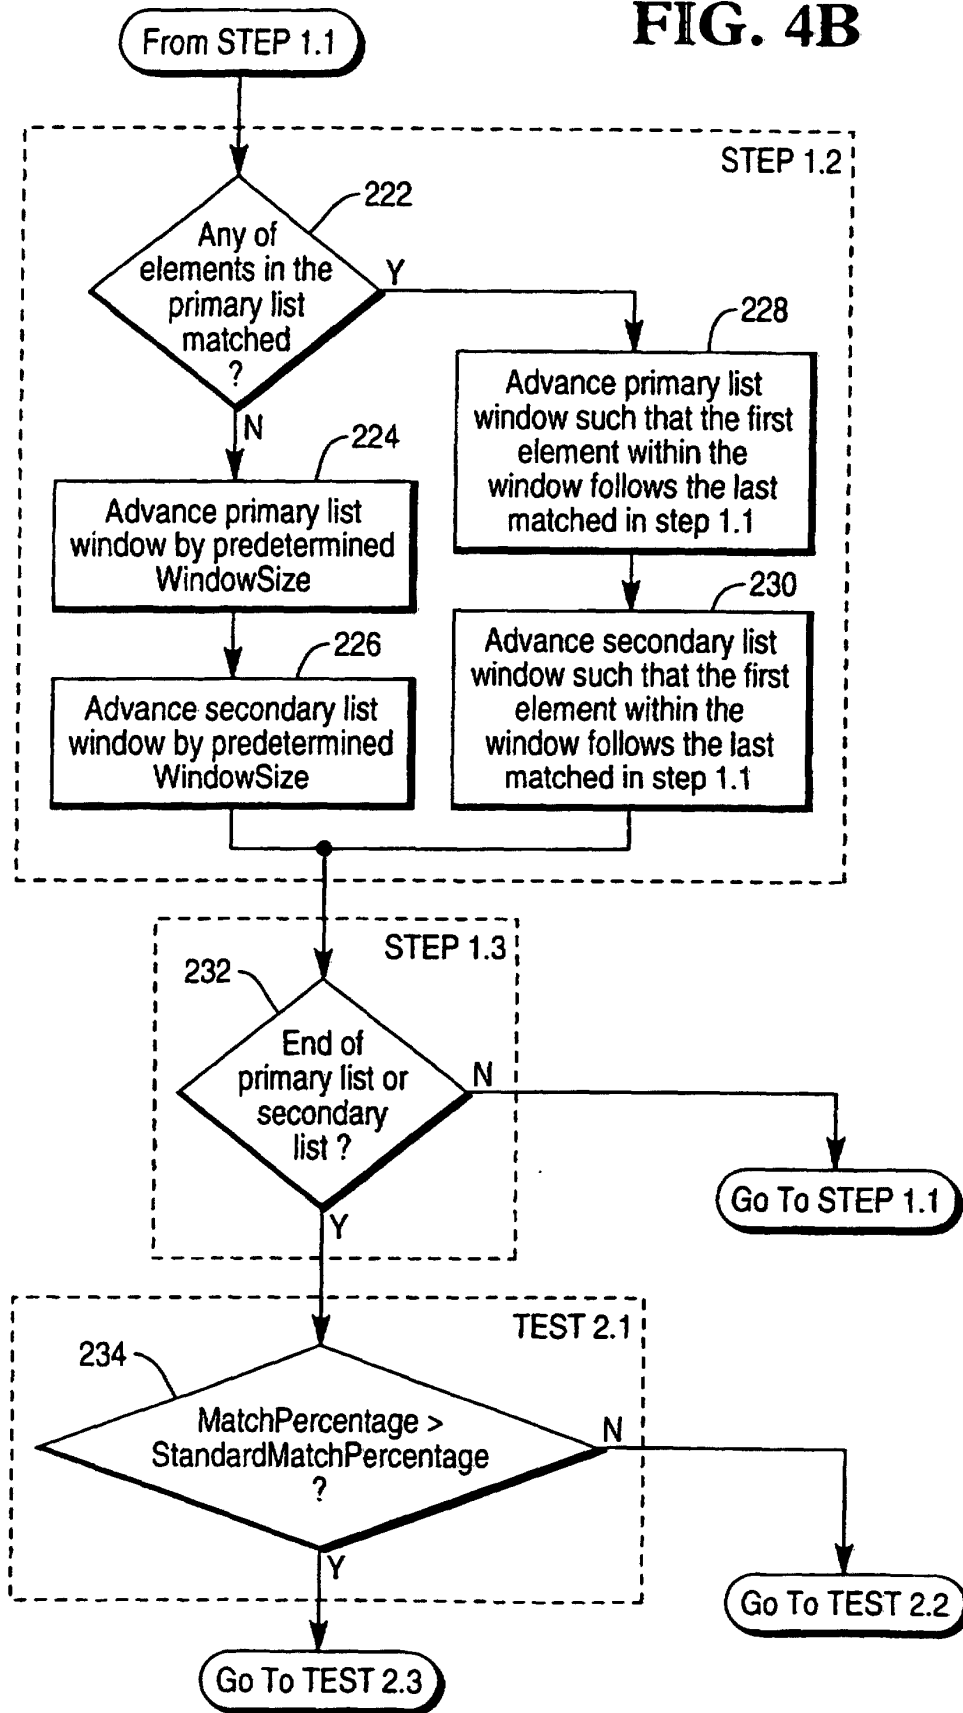 FIG. 4B
From STEP 1.1
STEP 1.2
222
Any of
elements in the
primary list
matched
?
Y
N
228
Advance primary list
window such that the first
element within the
window follows the last
matched in step 1.1
224
Advance primary list
window by predetermined
WindowSize
230
Advance secondary list
window such that the first
element within the
window follows the last
matched in step 1.1
226
Advance secondary list
window by predetermined
WindowSize
STEP 1.3
232
End of
primary list or
secondary
list ?
N
Y
Go To STEP 1.1
TEST 2.1
234
MatchPercentage >
StandardMatchPercentage
?
N
Y
Go To TEST 2.2
Go To TEST 2.3